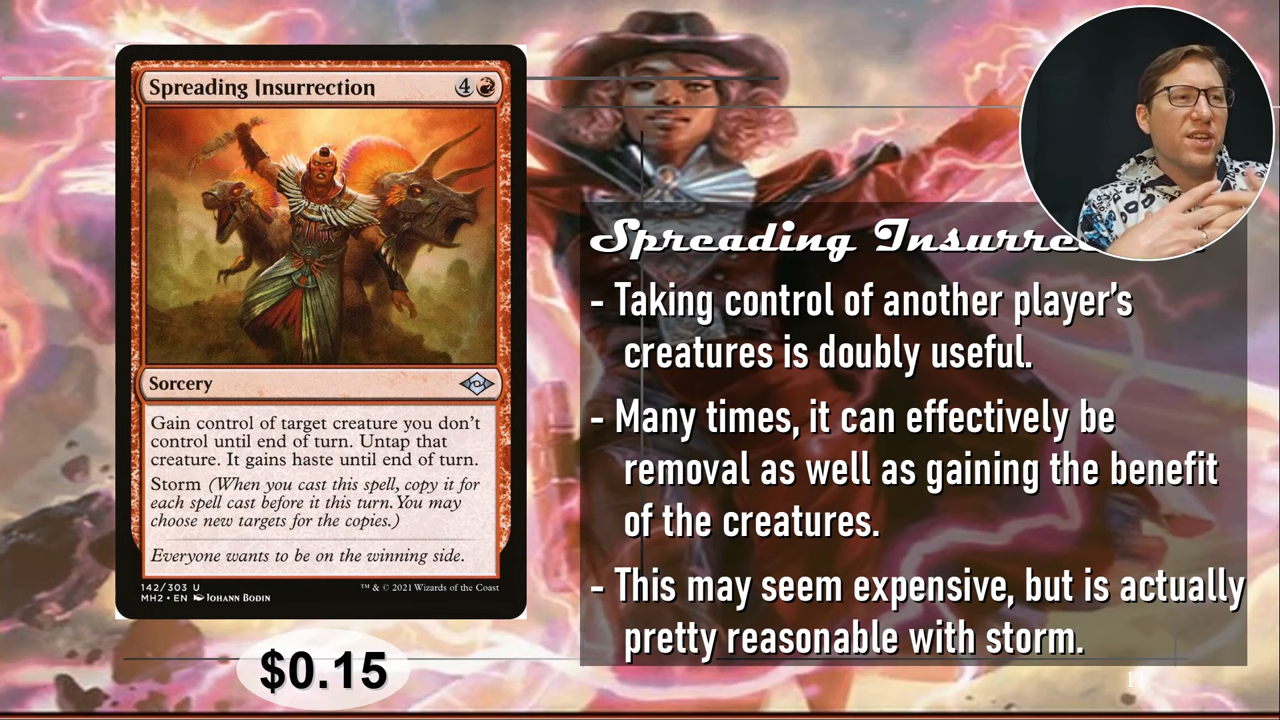 Spreading Insurrection 4
Sorcery
Gain control of target creature you don't
control until end of turn. Untap that
creature. It gains haste until end of turn.
Storm (When you cast this spell, copy it for
each spell cast before it this turn. You may
choose new targets for the copies.)
Everyone wants to be on the winning side.
142/303 U
MH2 • EN Johann Bodin
™ & © 2021 Wizards of the Coast
$0.15
Spreading Insurre
- Taking control of another player's
creatures is doubly useful.
- Many times, it can effectively be
removal as well as gaining the benefit
of the creatures.
- This may seem expensive, but is actually
pretty reasonable with storm.